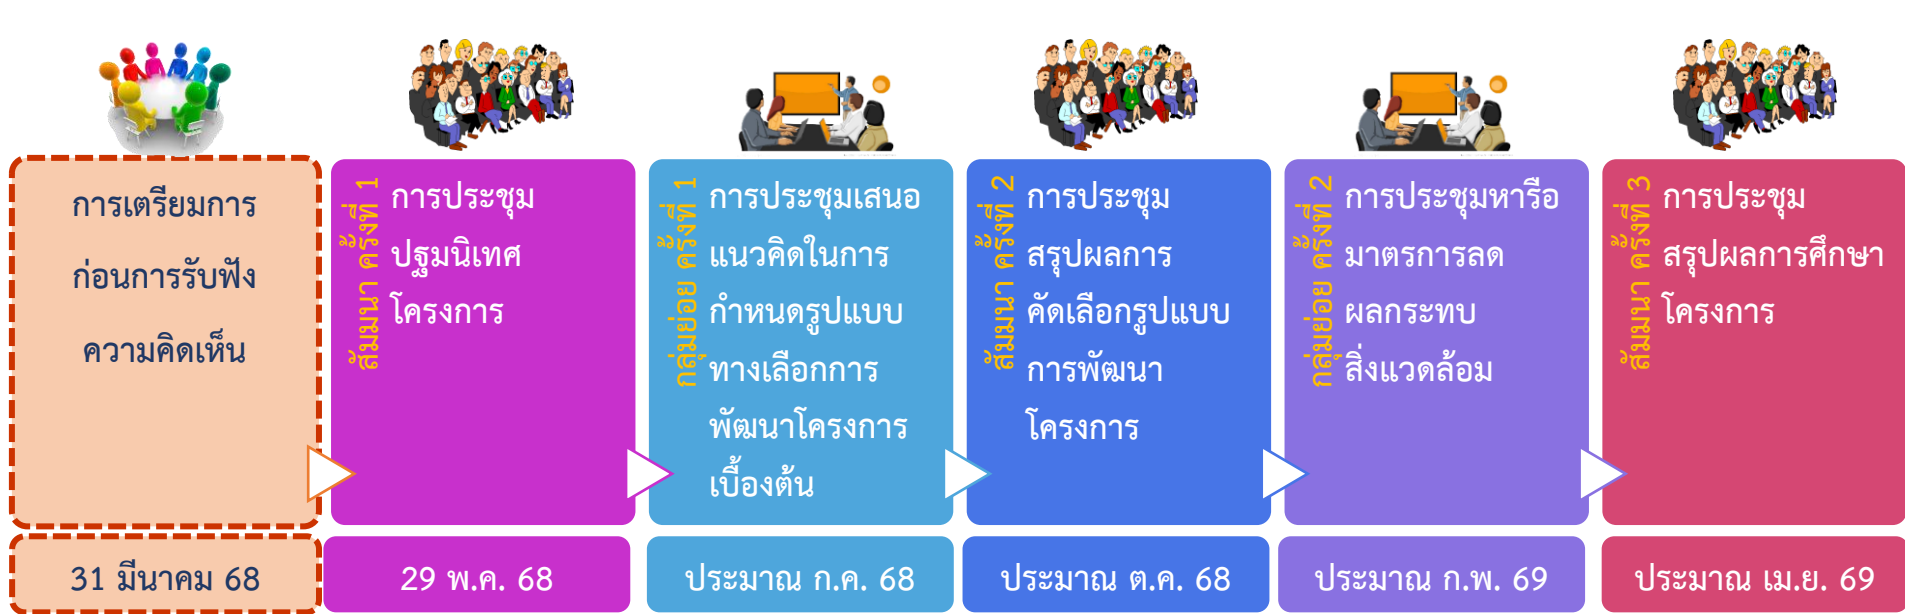 การเตรียมการ
ก่อนการรับฟัง
ความคิดเห็น
31 มีนาคม 68
สัมมนา ครั้งที่ 1
การประชุม
ปฐมนิเทศ
โครงการ
29 พ.ค. 68
กลุ่มย่อย ครั้งที่ 1
การประชุมเสนอ
แนวคิดในการ
กำหนดรูปแบบ
ทางเลือกการ
พัฒนาโครงการ
เบื้องต้น
ประมาณ ก.ค. 68
สัมมนา ครั้งที่ 2
การประชุม
สรุปผลการ
คัดเลือกรูปแบบ
การพัฒนา
โครงการ
ประมาณ ต.ค. 68
กลุ่มย่อย ครั้งที่ 2
การประชุมหารือ
มาตรการลด
ผลกระทบ
สิ่งแวดล้อม
ประมาณ ก.พ. 69
สัมมนา ครั้งที่ 3
การประชุม
สรุปผลการศึกษา
โครงการ
ประมาณ เม.ย. 69